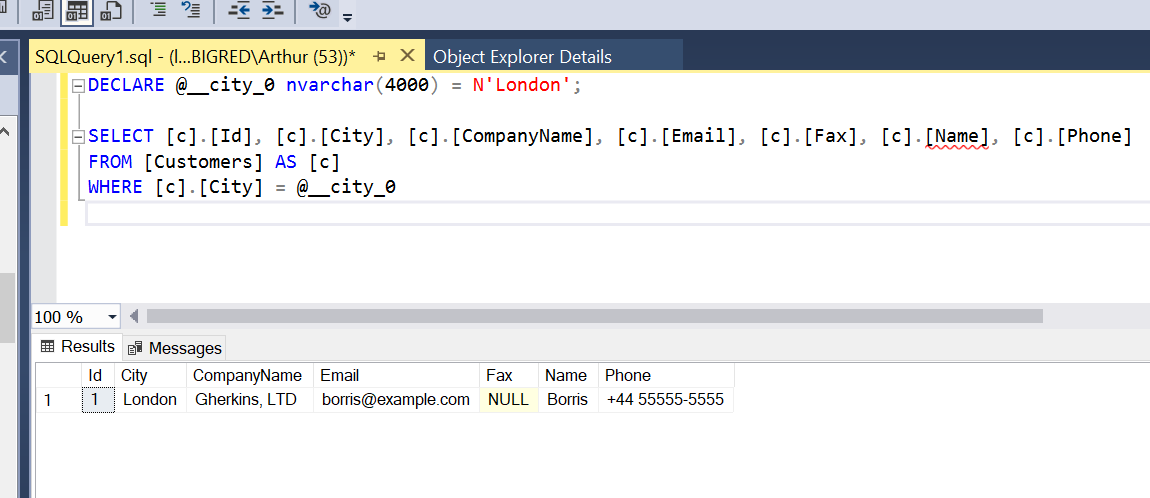 SQLQuery1.sql - (l...BIGRED\Arthur (53))* Object Explorer Details
DECLARE @__city_0 nvarchar(4000) = N'London';
SELECT [c].[Id], [c].[City], [c].[CompanyName], [c].[Email], [c].[Fax], [c].[Name], [c].[Phone]
FROM [Customers] AS [c]
WHERE [c].[City] = @__city_0
100 %
Results Messages
Id City CompanyName Email Fax Name Phone
1 1 London Gherkins, LTD borris@example.com NULL Borris +44 55555-5555